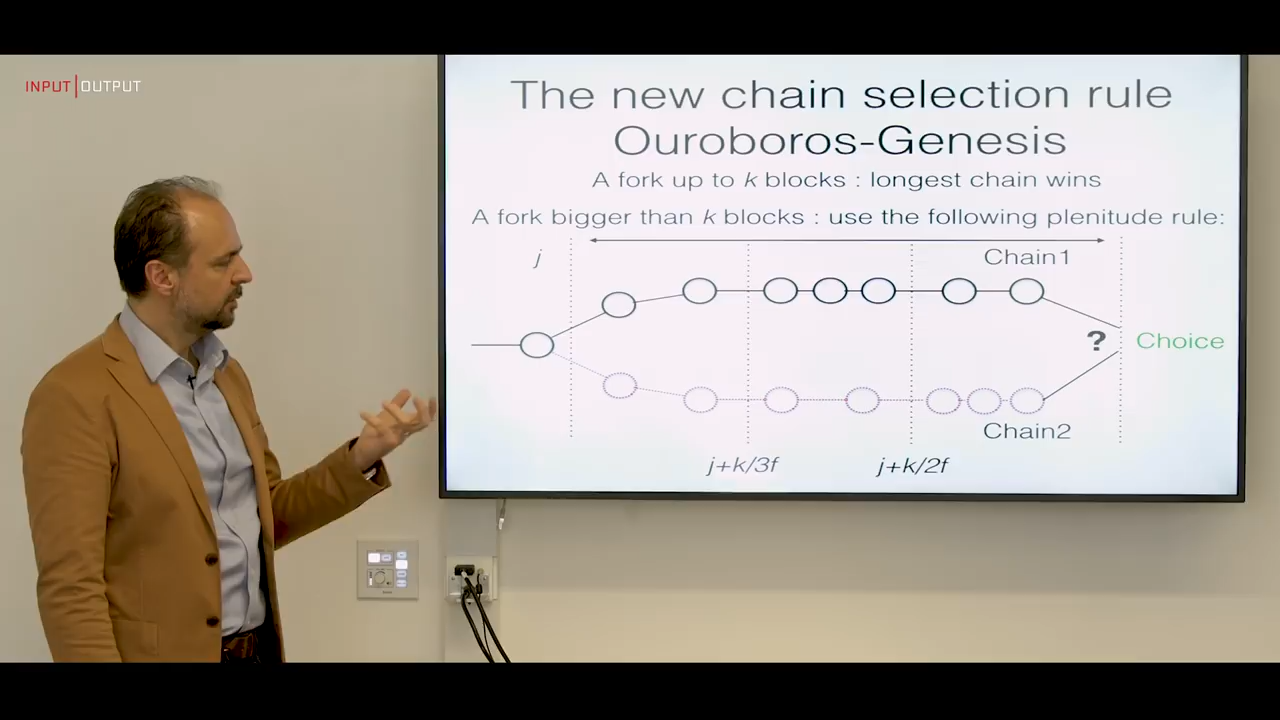 INPUT|OUTPUT
The new chain selection rule
Ouroboros-Genesis
A fork up to k blocks : longest chain wins
A fork bigger than k blocks : use the following plenitude rule:
j
Chain1
?
Choice
Chain2
j+k/3f
j+k/2f